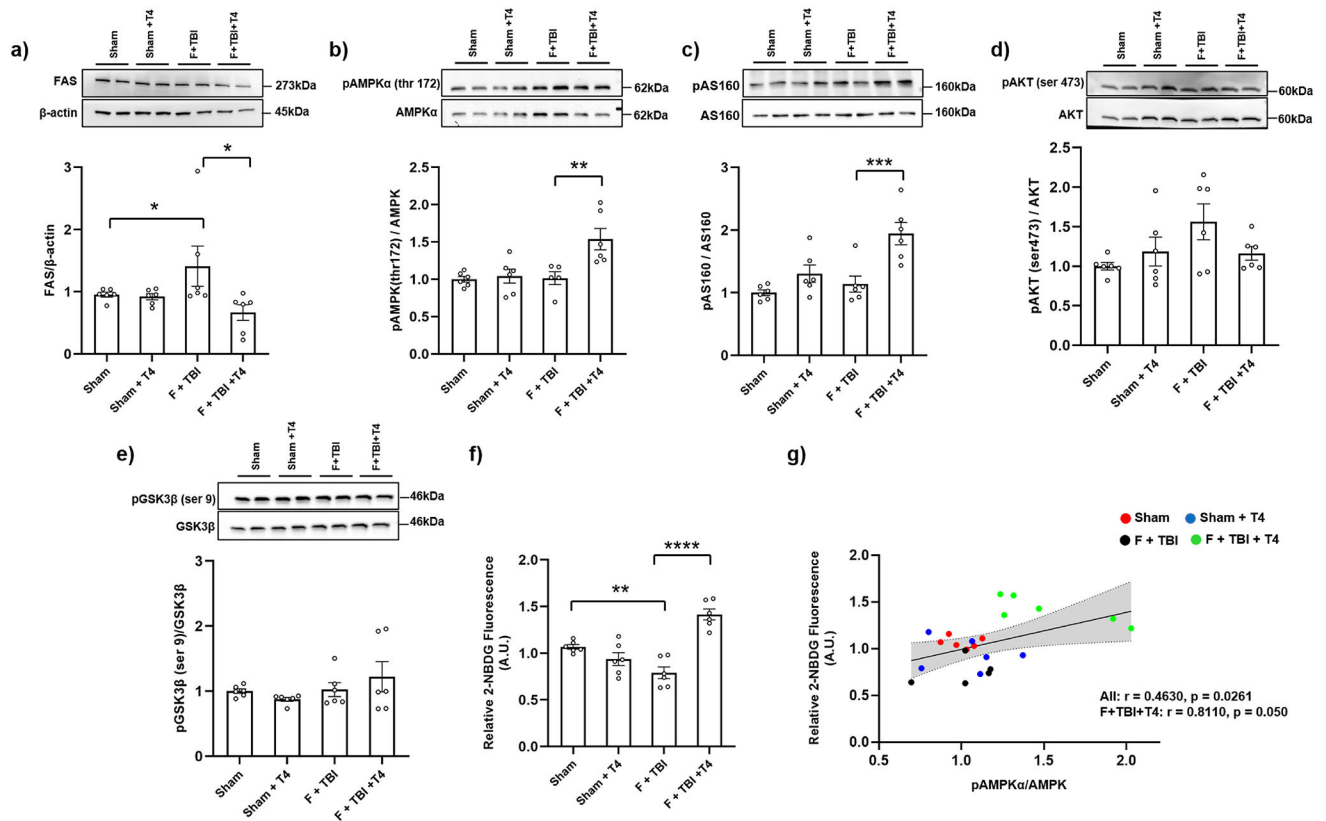 a)
Sham
Sham +T4
F+TBI
F+TBI+T4
FAS
273kDa
β-actin
45kDa
*
*
FAS/β-actin
3
2
1
0
Sham
Sham + T4
F + TBI
F + TBI +T4
b)
Sham
Sham +T4
F+TBI
F+TBI+T4
pAMPKα (thr 172)
62kDa
AMPKα
62kDa
**
pAMPK(thr172) / AMPK
2.5
2.0
1.5
1.0
0.5
0.0
Sham
Sham + T4
F + TBI
F + TBI +T4
c)
Sham
Sham +T4
F+TBI
F+TBI+T4
pAS160
160kDa
AS160
160kDa
***
pAS160 / AS160
3
2
1
0
Sham
Sham + T4
F + TBI
F + TBI +T4
d)
Sham
Sham +T4
F+TBI
F+TBI+T4
pAKT (ser 473)
60kDa
AKT
60kDa
pAKT (ser473) / AKT
2.5
2.0
1.5
1.0
0.5
0.0
Sham
Sham + T4
F + TBI
F + TBI +T4
e)
Sham
Sham +T4
F+TBI
F+TBI+T4
pGSK3β (ser 9)
46kDa
GSK3β
46kDa
pGSK3β (ser 9)/GSK3β
3
2
1
0
Sham
Sham + T4
F + TBI
F + TBI +T4
f)
**
****
Relative 2-NBDG Fluorescence
(A.U.)
2.0
1.5
1.0
0.5
0.0
Sham
Sham + T4
F + TBI
F + TBI +T4
g)
Sham
Sham + T4
F + TBI
F + TBI + T4
Relative 2-NBDG Fluorescence
(A.U.)
2.0
1.5
1.0
0.5
0.0
All: r = 0.4630, p = 0.0261
F+TBI+T4: r = 0.8110, p = 0.050
0.5
1.0
1.5
2.0
pAMPKα/AMPK